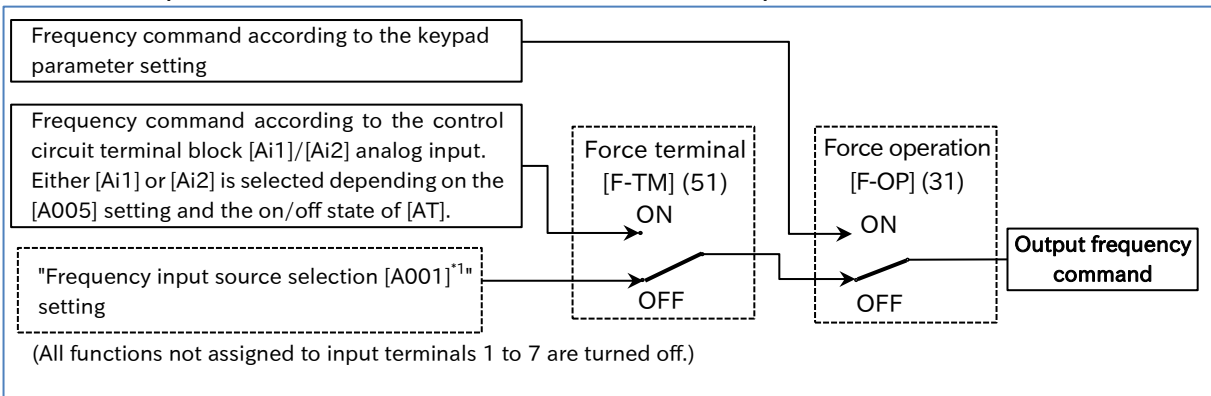 Frequency command according to the keypad
parameter setting
Frequency command according to the control
circuit terminal block [Ai1]/[Ai2] analog input.
Either [Ai1] or [Ai2] is selected depending on the
[A005] setting and the on/off state of [AT].
"Frequency input source selection [A001]*1"
setting
Force terminal
[F-TM] (51)
ON
OFF
Force operation
[F-OP] (31)
ON
OFF
Output frequency
command
(All functions not assigned to input terminals 1 to 7 are turned off.)